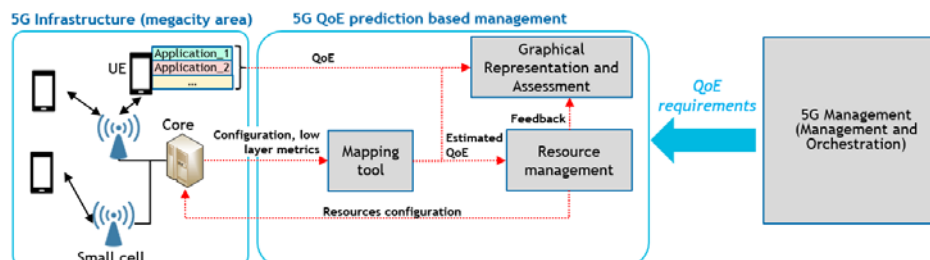 5G Infrastructure (megacity area)
5G QoE prediction based management
UE
Application_1
Application_2
...
QoE
Graphical
Representation and
Assessment
QoE
requirements
5G Management
(Management and
Orchestration)
Core
Configuration, low
layer metrics
Mapping
tool
Estimated
QoE
Feedback
Resource
management
Resources configuration
Small cell